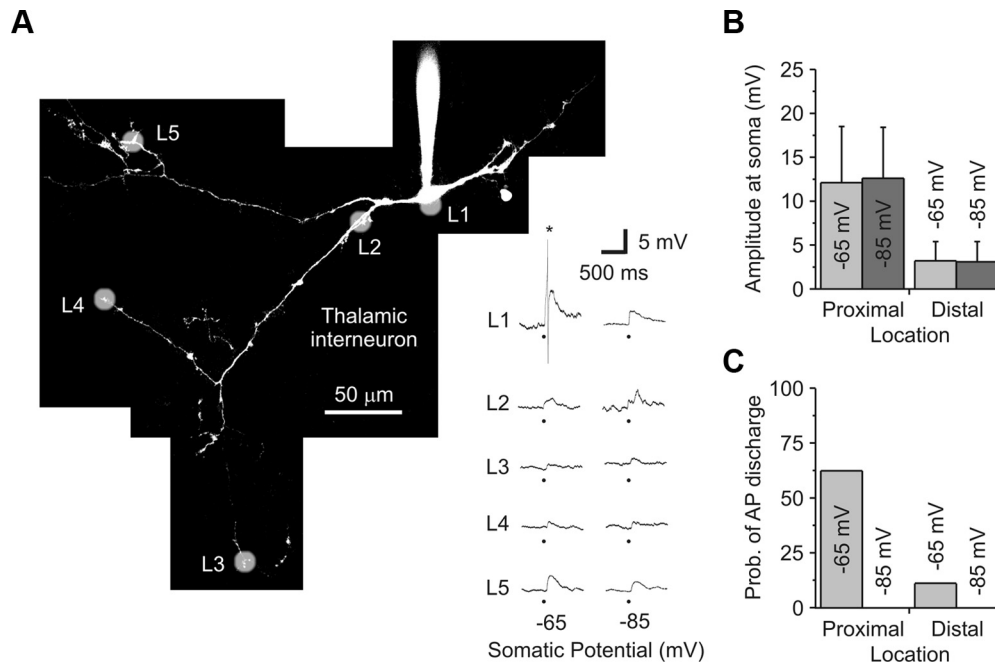 A
L5
L1
L2
L4
Thalamic
interneuron
50 μm
L3
*
5 mV
500 ms
L1
L2
L3
L4
L5
-65
-85
Somatic Potential (mV)
B
Amplitude at soma (mV)
25
20
15
10
5
0
-65 mV
-85 mV
-65 mV
-85 mV
Proximal
Distal
Location
C
Prob. of AP discharge
100
75
50
25
0
-65 mV
-85 mV
-65 mV
-85 mV
Proximal
Distal
Location